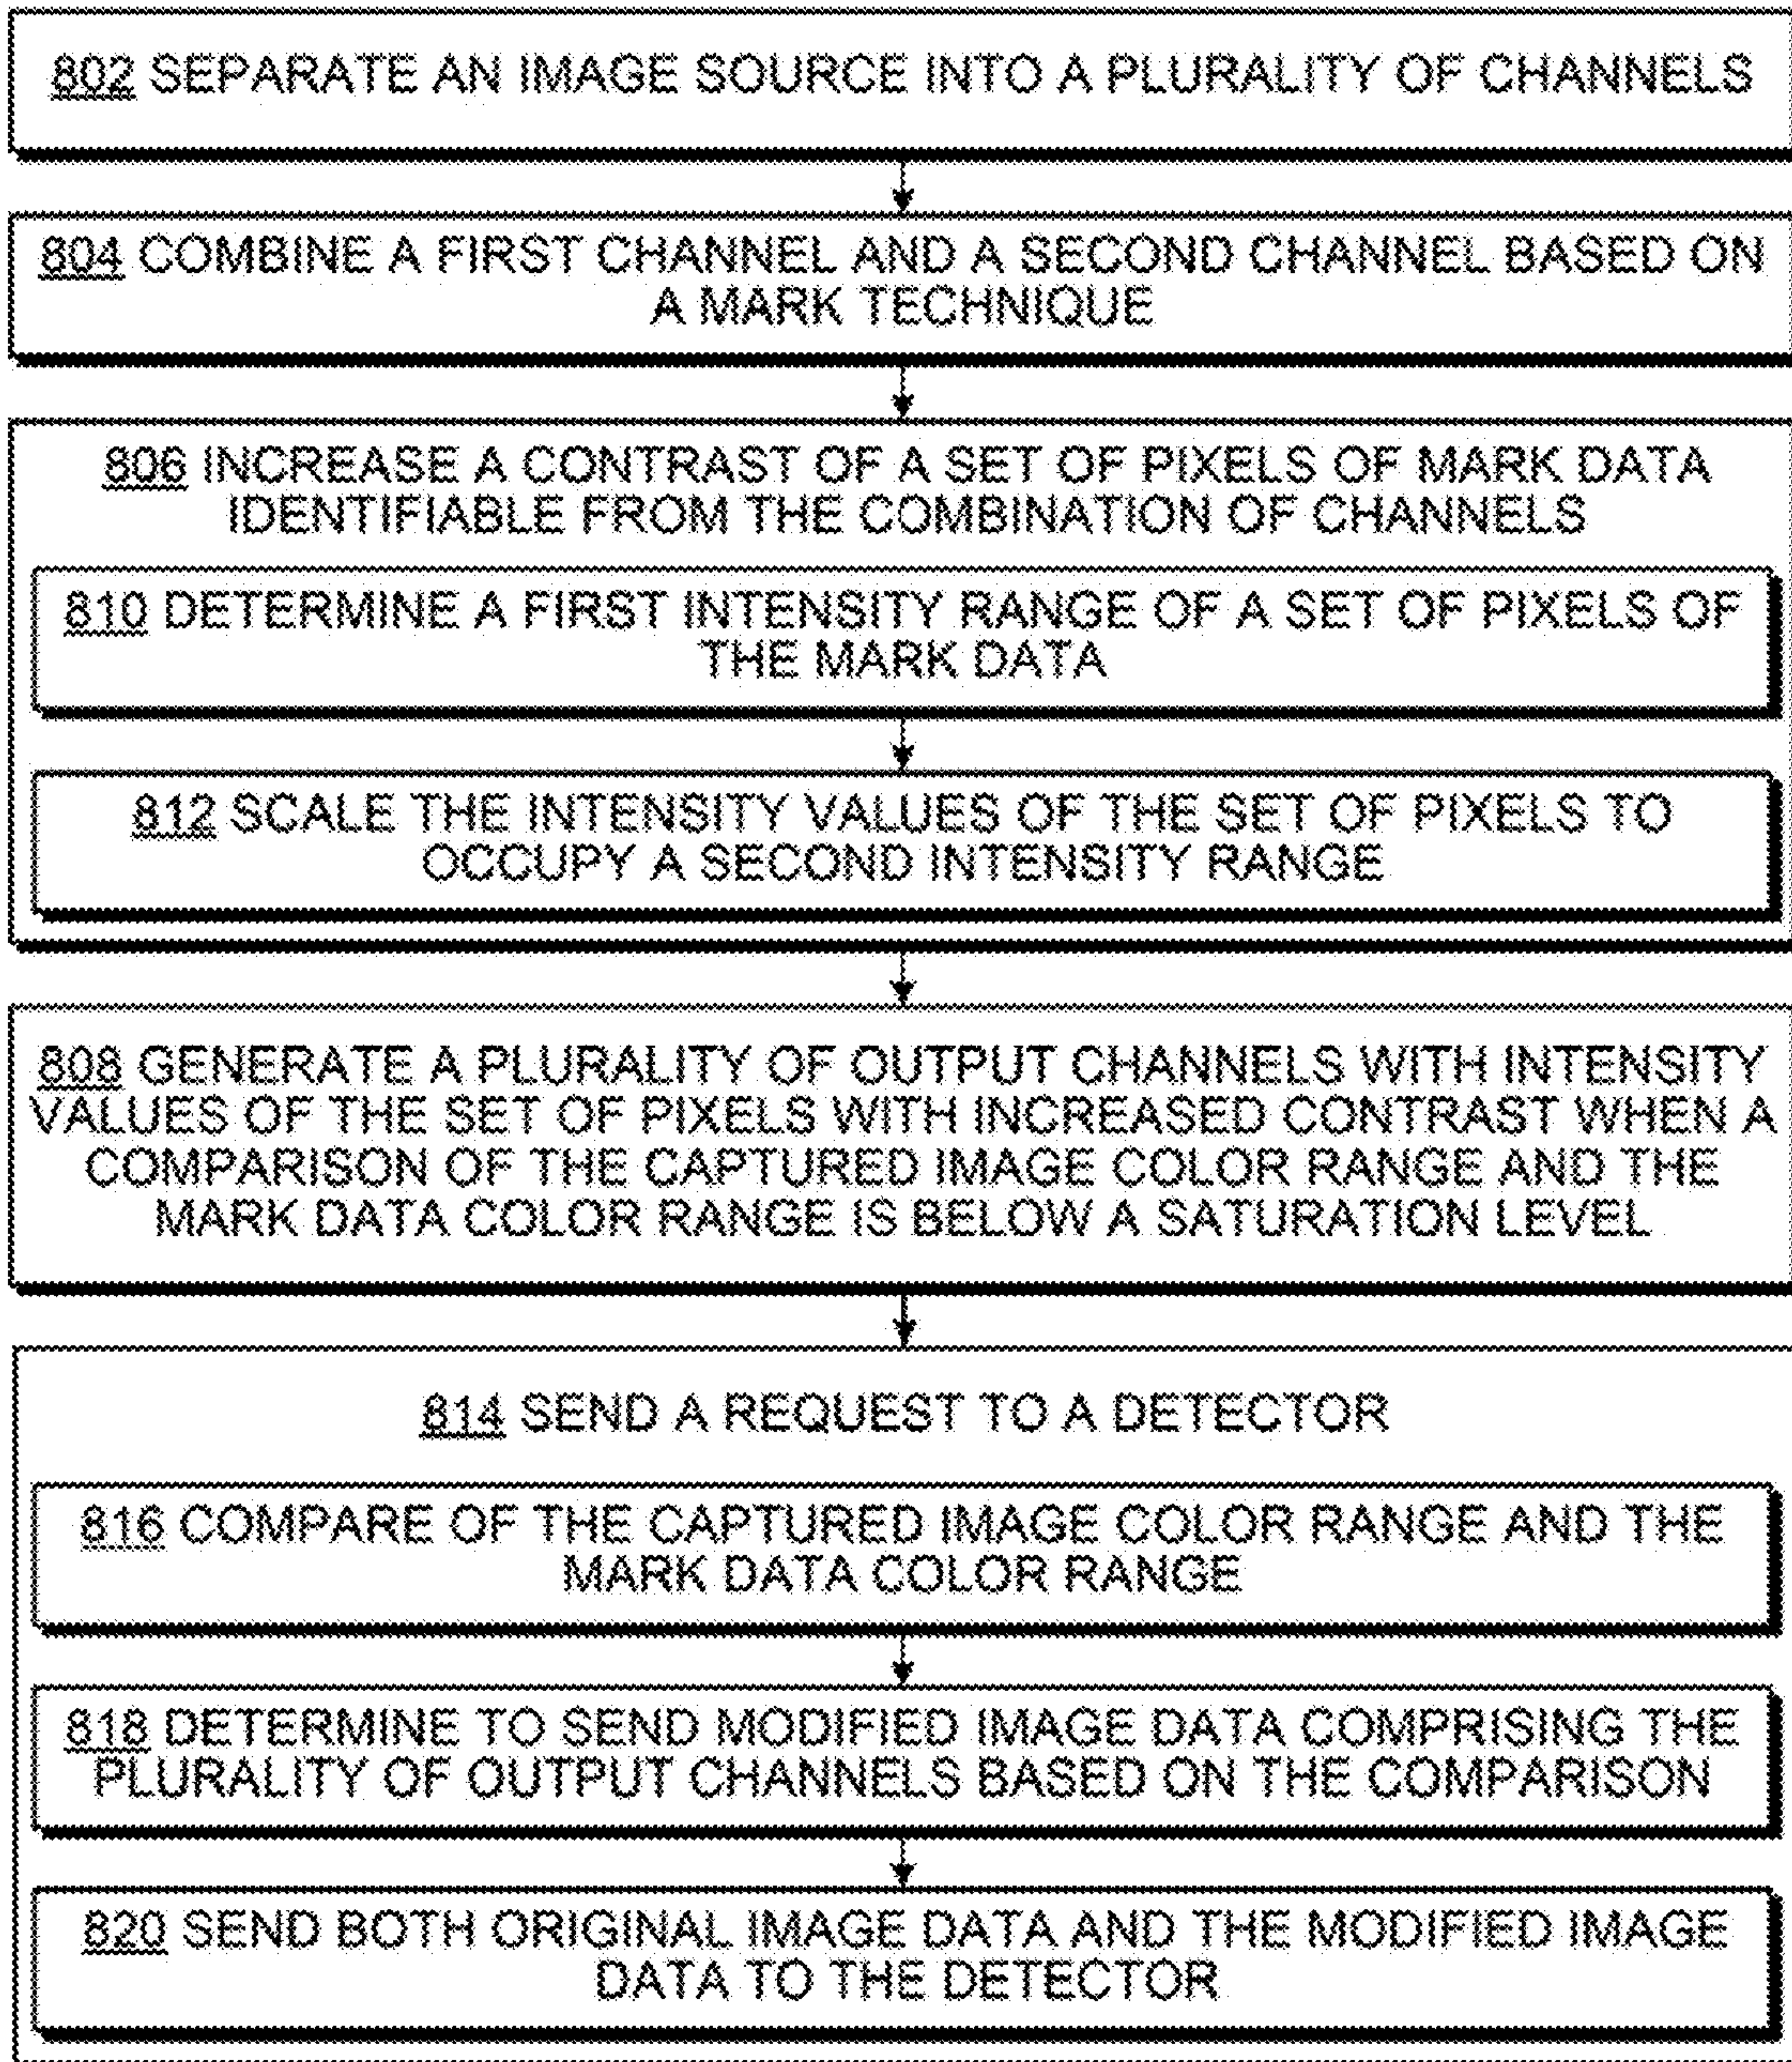 802 SEPARATE AN IMAGE SOURCE INTO A PLURALITY OF CHANNELS
804 COMBINE A FIRST CHANNEL AND A SECOND CHANNEL BASED ON
A MARK TECHNIQUE
806 INCREASE A CONTRAST OF A SET OF PIXELS OF MARK DATA
IDENTIFIABLE FROM THE COMBINATION OF CHANNELS
810 DETERMINE A FIRST INTENSITY RANGE OF A SET OF PIXELS OF
THE MARK DATA
812 SCALE THE INTENSITY VALUES OF THE SET OF PIXELS TO
OCCUPY A SECOND INTENSITY RANGE
808 GENERATE A PLURALITY OF OUTPUT CHANNELS WITH INTENSITY
VALUES OF THE SET OF PIXELS WITH INCREASED CONTRAST WHEN A
COMPARISON OF THE CAPTURED IMAGE COLOR RANGE AND THE
MARK DATA COLOR RANGE IS BELOW A SATURATION LEVEL
814 SEND A REQUEST TO A DETECTOR
816 COMPARE OF THE CAPTURED IMAGE COLOR RANGE AND THE
MARK DATA COLOR RANGE
818 DETERMINE TO SEND MODIFIED IMAGE DATA COMPRISING THE
PLURALITY OF OUTPUT CHANNELS BASED ON THE COMPARISON
820 SEND BOTH ORIGINAL IMAGE DATA AND THE MODIFIED IMAGE
DATA TO THE DETECTOR